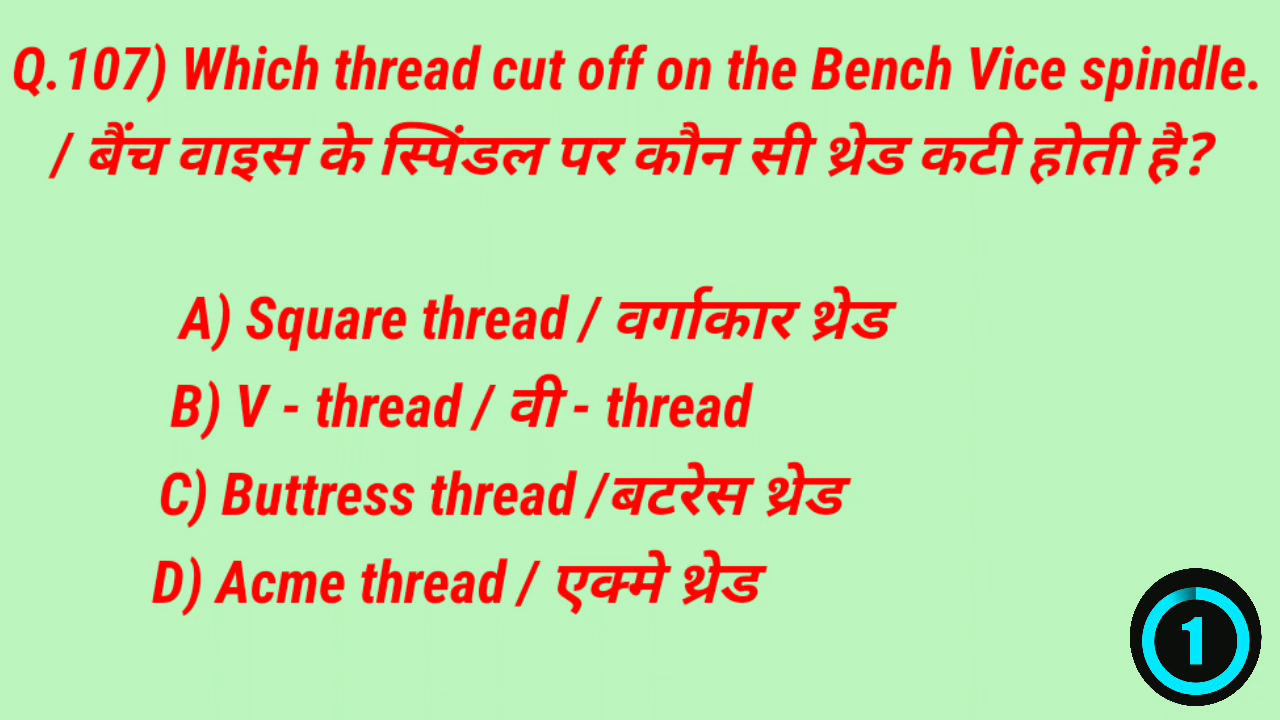 Q.107) Which thread cut off on the Bench Vice spindle.
/ बैंच वाइस के स्पिंडल पर कौन सी थ्रेड कटी होती है?
A) Square thread / वर्गाकार थ्रेड
B) V - thread / वी - thread
C) Buttress thread /बटरेस थ्रेड
D) Acme thread / एक्मे थ्रेड
1